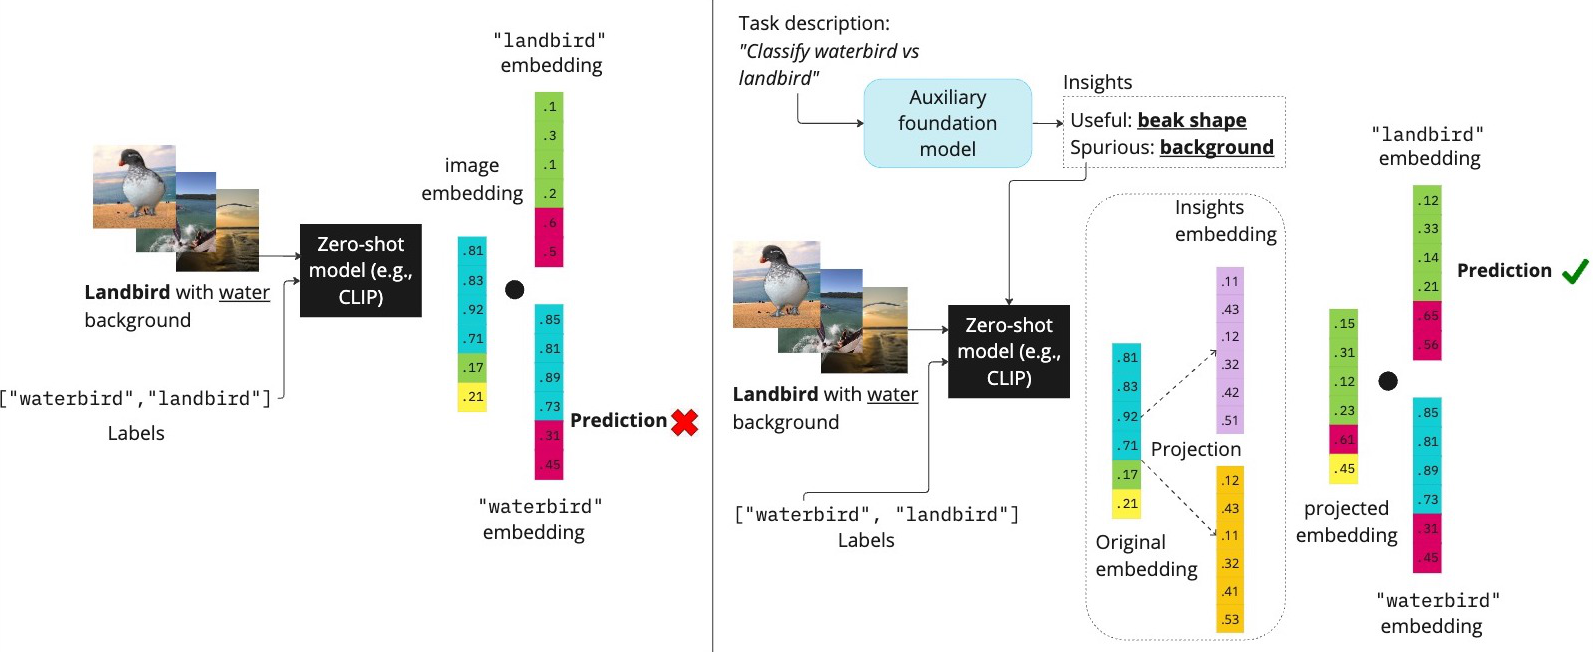 "landbird"
embedding
.1
.3
.1
.2
.6
.5
image
embedding
.81
.83
.92
.71
.17
.21
Zero-shot
model (e.g.,
CLIP)
Landbird with water
background
["waterbird","landbird"]
Labels
.85
.81
.89
.73
.31
.45
Prediction
"waterbird"
embedding
Task description:
"Classify waterbird vs
landbird"
Auxiliary
foundation
model
Insights
Useful: beak shape
Spurious: background
Landbird with water
background
Zero-shot
model (e.g.,
CLIP)
["waterbird", "landbird"]
Labels
Insights
embedding
.11
.43
.12
.32
.42
.51
.81
.83
.92
.71
.17
.21
Projection
Original
embedding
.12
.43
.11
.32
.41
.53
"landbird"
embedding
.12
.33
.14
.21
.65
.56
Prediction
.15
.31
.12
.23
.61
.45
projected
embedding
.85
.81
.89
.73
.31
.45
"waterbird"
embedding